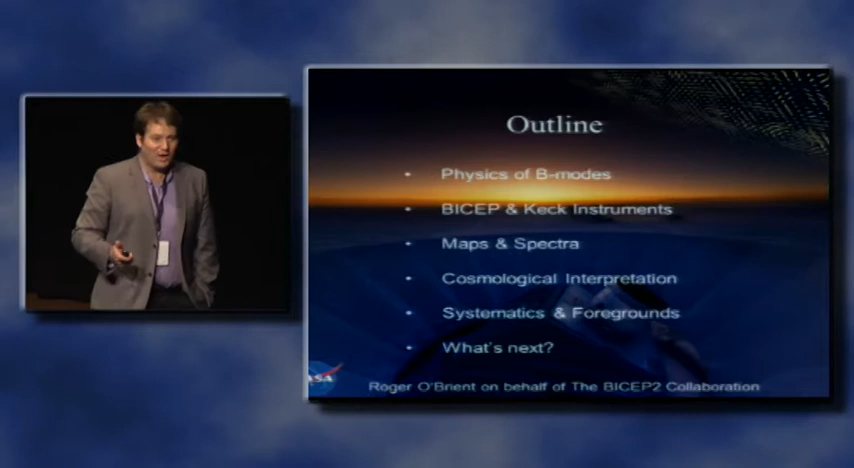 Outline
• Physics of B-modes
• BICEP & Keck Instruments
• Maps & Spectra
• Cosmological Interpretation
• Systematics & Foregrounds
• What's next?
Roger O'Brient on behalf of The BICEP2 Collaboration